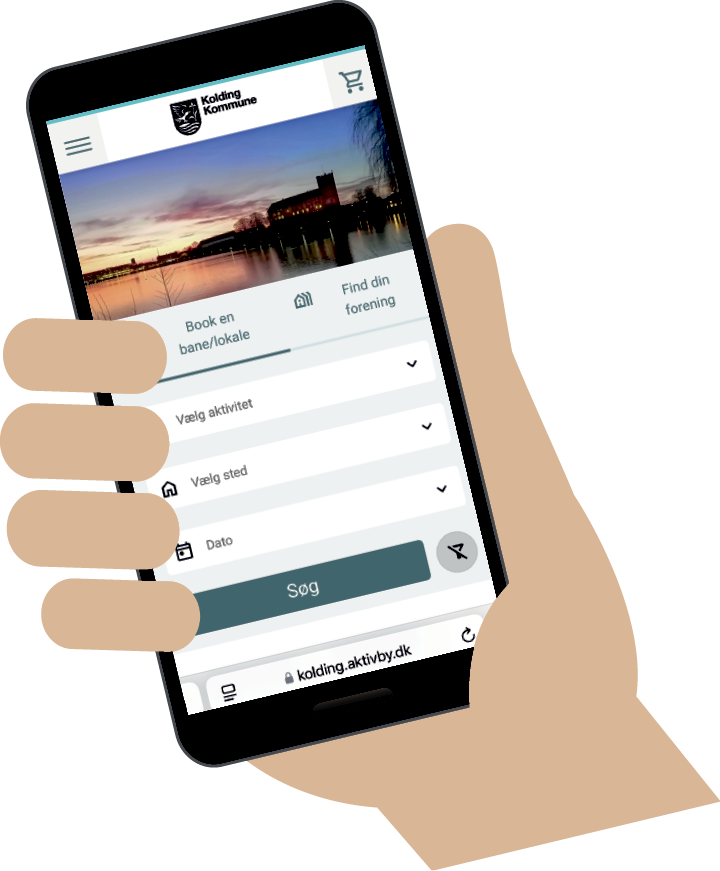 Kolding
Kommune
Book en
bane/lokale
Find din
forening
Vælg aktivitet
Vælg sted
Dato
Søg
kolding.aktivby.dk